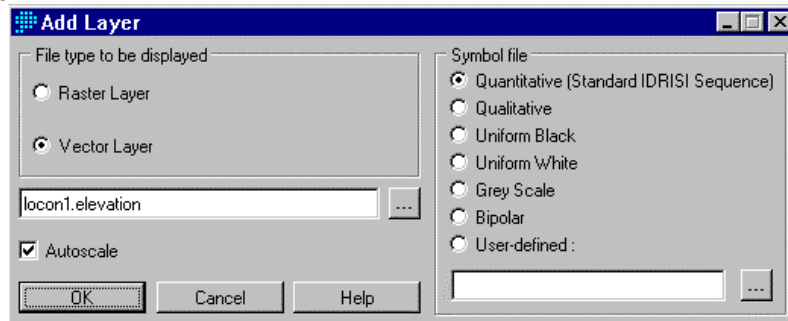 Add Layer
File type to be displayed
Raster Layer
Vector Layer
locon1.elevation
...
Autoscale
OK
Cancel
Help
Symbol file
Quantitative (Standard IDRISI Sequence)
Qualitative
Uniform Black
Uniform White
Grey Scale
Bipolar
User-defined :
...